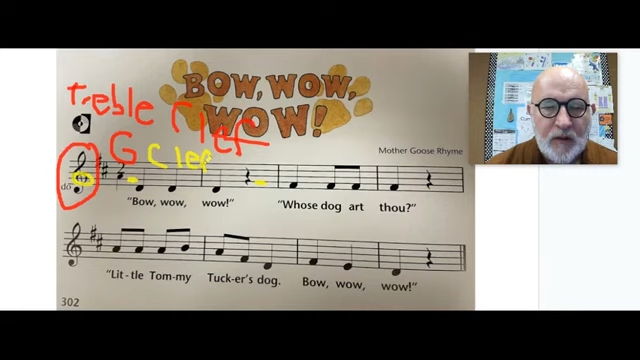 BOW, WOW,
WOW!
Treble Clef
G Clef
Mother Goose Rhyme
do
"Bow, wow, wow!" "Whose dog art thou?"
"Lit-tle Tom-my Tuck-er's dog. Bow, wow, wow!"
302